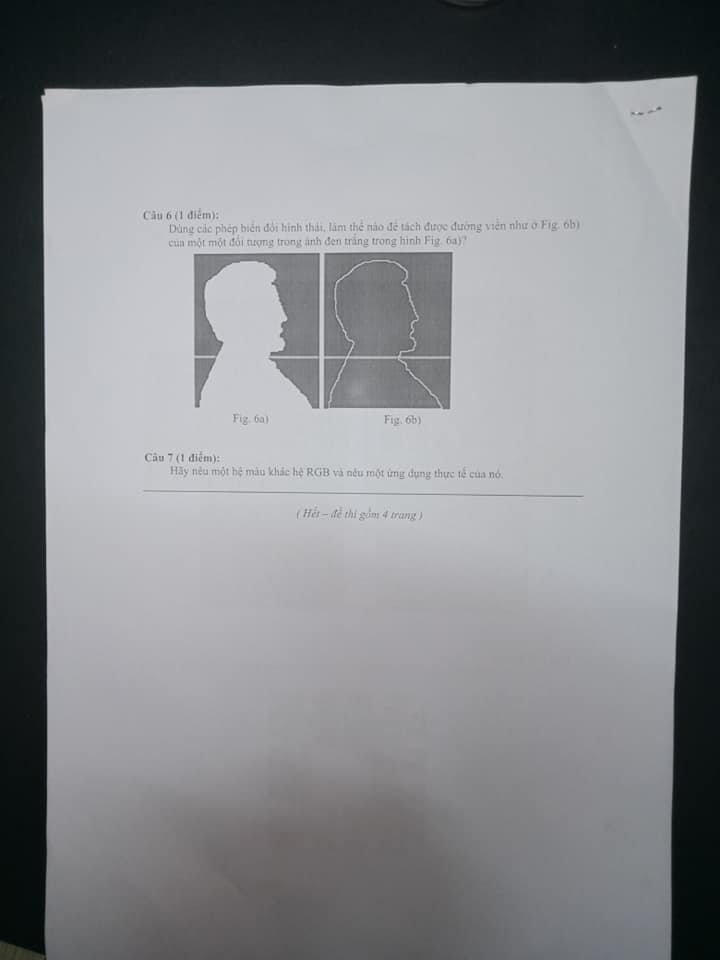 Câu 6 (1 điểm):
Dùng các phép biến đổi hình thái, làm thế nào để tách được đường viền như ở Fig. 6b)
của một một đối tượng trong ảnh đen trắng trong hình Fig. 6a)?
Fig. 6a) Fig. 6b)
Câu 7 (1 điểm):
Hãy nêu một hệ màu khác hệ RGB và nêu một ứng dụng thực tế của nó.
( Hết – đề thi gồm 4 trang )